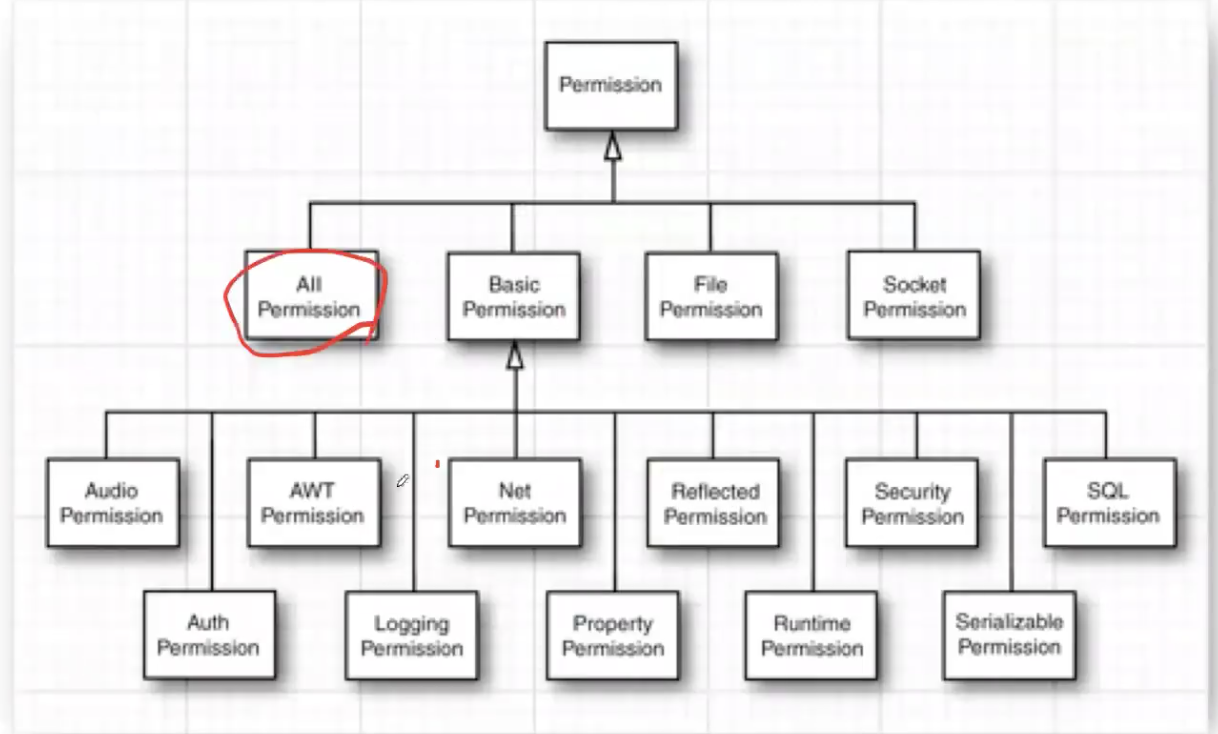 Permission
All
Permission
Basic
Permission
File
Permission
Socket
Permission
Audio
Permission
AWT
Permission
Net
Permission
Reflected
Permission
Security
Permission
SQL
Permission
Auth
Permission
Logging
Permission
Property
Permission
Runtime
Permission
Serializable
Permission